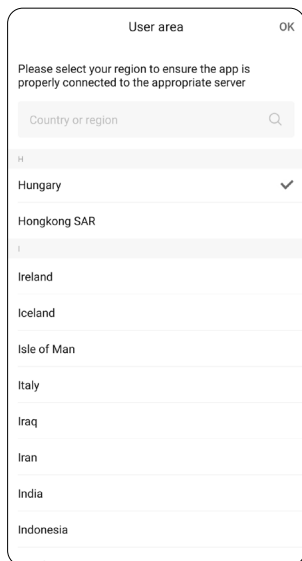 User area
OK
Please select your region to ensure the app is
properly connected to the appropriate server
Country or region
H
Hungary
Hongkong SAR
I
Ireland
Iceland
Isle of Man
Italy
Iraq
Iran
India
Indonesia